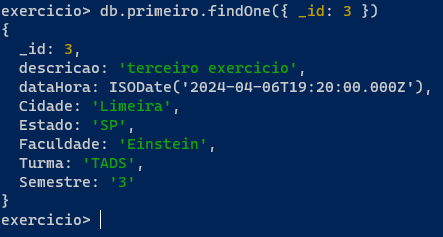 exercicio> db.primeiro.findOne({ _id: 3 })
{
  _id: 3,
  descricao: 'terceiro exercicio',
  dataHora: ISODate('2024-04-06T19:20:00.000Z'),
  Cidade: 'Limeira',
  Estado: 'SP',
  Faculdade: 'Einstein',
  Turma: 'TADS',
  Semestre: '3'
}
exercicio>